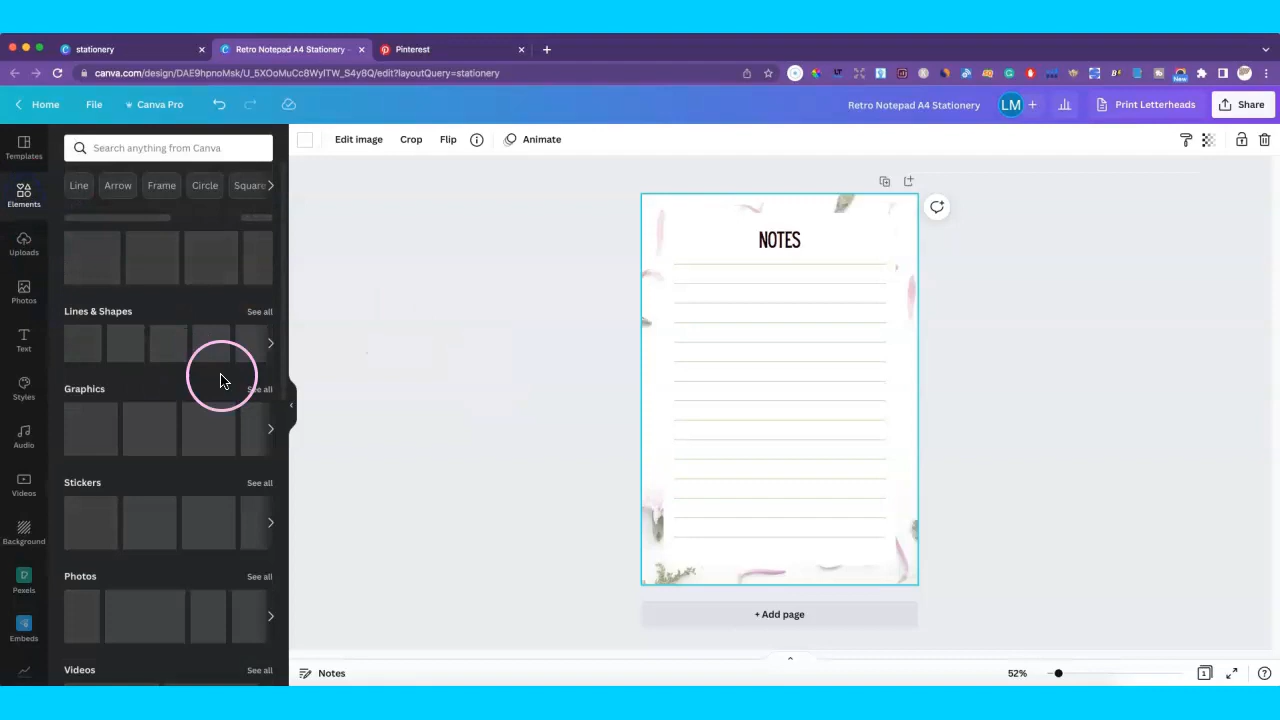 stationery
Retro Notepad A4 Stationery -
Pinterest
canva.com/design/DAE9hpnoMsk/U_5XOoMuCc8WyITW_S4y8Q/edit?layoutQuery=stationery
New
Home
File
Canva Pro
Retro Notepad A4 Stationery
LM
Print Letterheads
Share
Templates
Elements
Uploads
Photos
Text
Styles
Audio
Videos
Background
Pexels
Embeds
Search anything from Canva
Line
Arrow
Frame
Circle
Square
Lines & Shapes
See all
Graphics
See all
Stickers
See all
Photos
See all
Videos
See all
Edit image
Crop
Flip
Animate
NOTES
+ Add page
Notes
52%
1